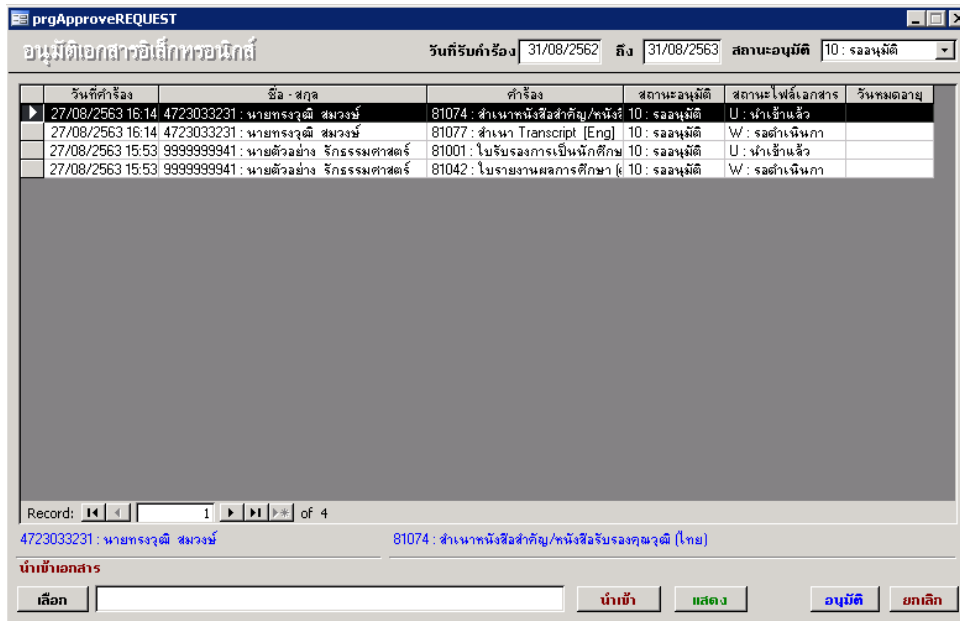 prgApproveREQUEST
อนุมัติเอกสารอิเล็กทรอนิกส์ วันที่รับคำร้อง 31/08/2562 ถึง 31/08/2563 สถานะอนุมัติ 10 : รออนุมัติ
วันที่คำร้อง ชื่อ - สกุล คำร้อง สถานะอนุมัติ สถานะไฟล์เอกสาร วันหมดอายุ
27/08/2563 16:14 4723033231 : นายทรงวุฒิ สมวงษ์ 81074 : สำเนาหนังสือสำคัญ/หนังสื 10 : รออนุมัติ U : นำเข้าแล้ว
27/08/2563 16:14 4723033231 : นายทรงวุฒิ สมวงษ์ 81077 : สำเนา Transcript [Eng] 10 : รออนุมัติ W : รอดำเนินกา
27/08/2563 15:53 9999999941 : นายตัวอย่าง รักธรรมศาสตร์ 81001 : ใบรับรองการเป็นนักศึกษ 10 : รออนุมัติ U : นำเข้าแล้ว
27/08/2563 15:53 9999999941 : นายตัวอย่าง รักธรรมศาสตร์ 81042 : ใบรายงานผลการศึกษา 10 : รออนุมัติ W : รอดำเนินกา
Record: 1 of 4
4723033231 : นายทรงวุฒิ สมวงษ์ 81074 : สำเนาหนังสือสำคัญ/หนังสือรับรองคุณวุฒิ (ไทย)
นำเข้าเอกสาร
เลือก นำเข้า แสดง อนุมัติ ยกเลิก